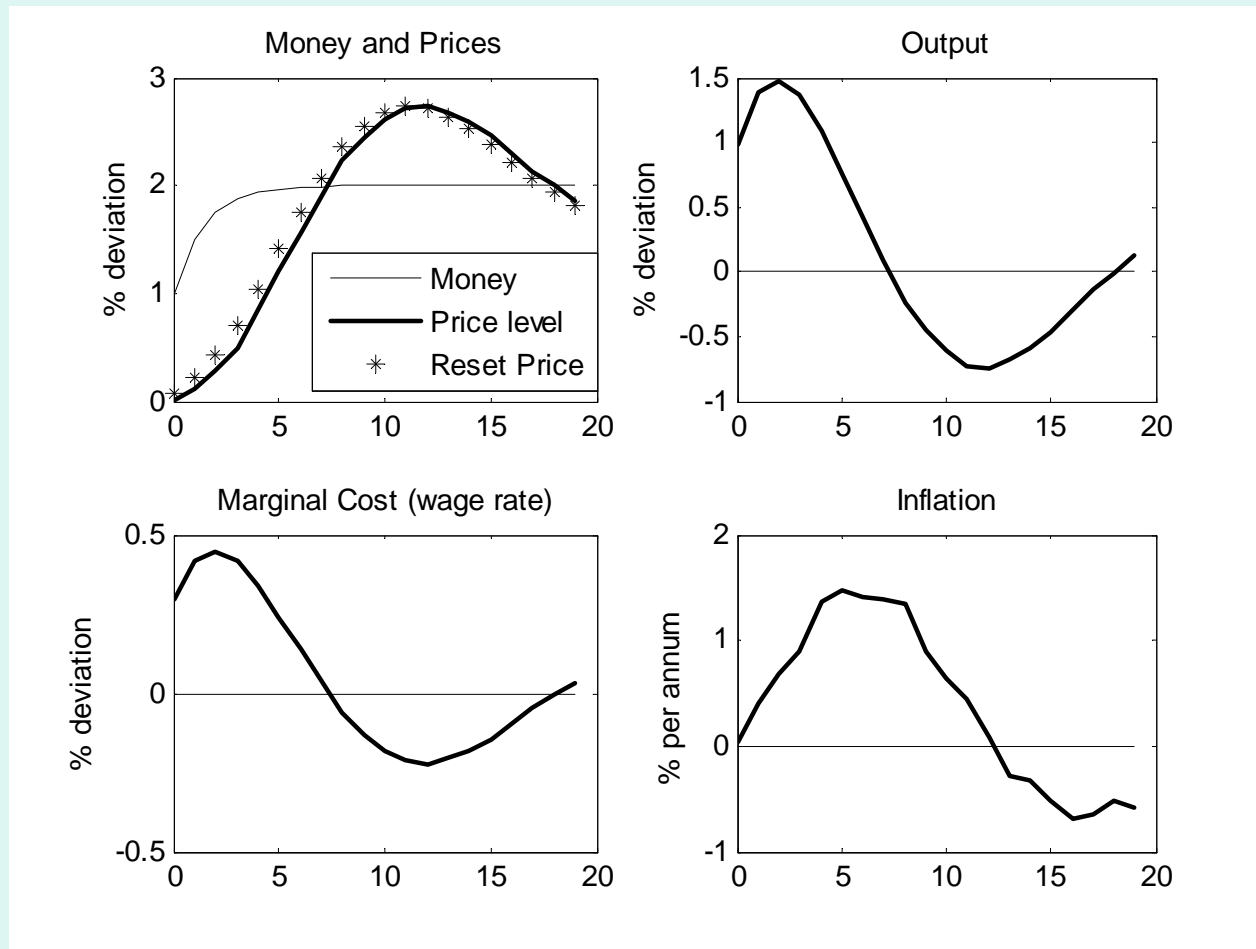 Money and Prices
3
2
1
0
% deviation
0 5 10 15 20
Money
Price level
Reset Price
Output
1.5
1
0.5
0
-0.5
-1
% deviation
0 5 10 15 20
Marginal Cost (wage rate)
0.5
0
-0.5
% deviation
0 5 10 15 20
Inflation
2
1
0
-1
% per annum
0 5 10 15 20